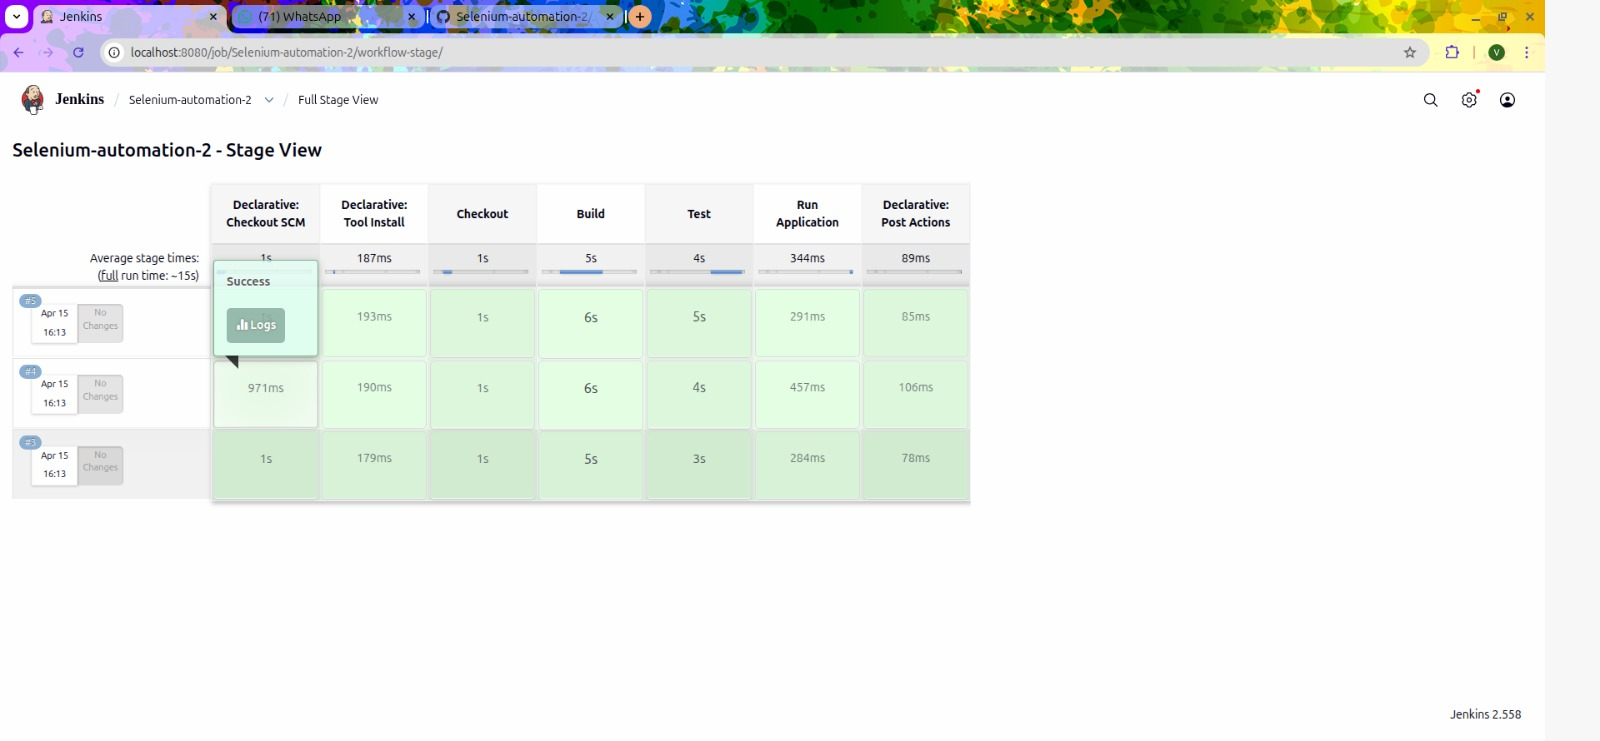 Jenkins
(71) WhatsApp
Selenium-automation-2/
localhost:8080/job/Selenium-automation-2/workflow-stage/
V
Jenkins / Selenium-automation-2 / Full Stage View
Selenium-automation-2 - Stage View
Declarative: Checkout SCM
Declarative: Tool Install
Checkout
Build
Test
Run Application
Declarative: Post Actions
Average stage times:
(full run time: ~15s)
1s
187ms
1s
5s
4s
344ms
89ms
Success
Logs
#5
Apr 15
16:13
No Changes
193ms
1s
6s
5s
291ms
85ms
#4
Apr 15
16:13
No Changes
971ms
190ms
1s
6s
4s
457ms
106ms
#3
Apr 15
16:13
No Changes
1s
179ms
1s
5s
3s
284ms
78ms
Jenkins 2.558